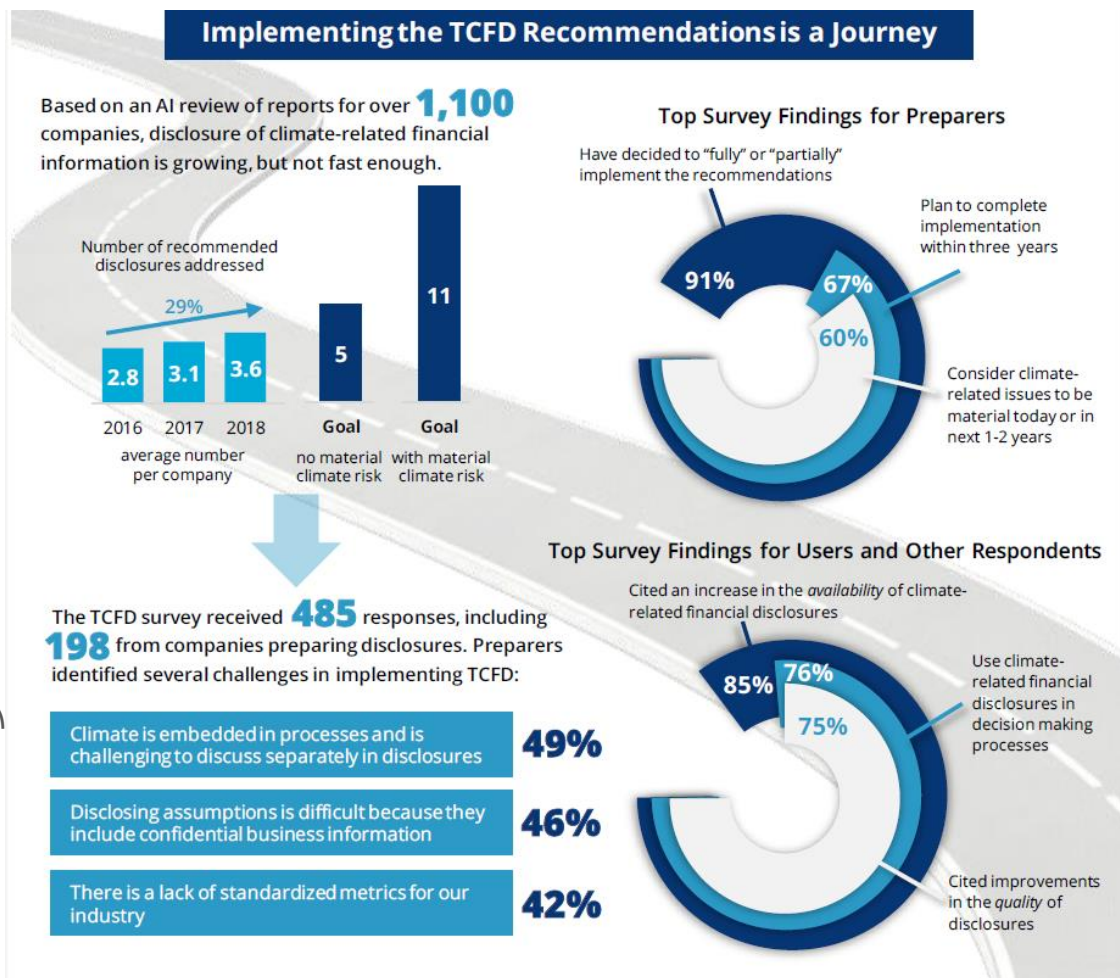 Implementing the TCFD Recommendations is a Journey
Based on an AI review of reports for over 1,100
companies, disclosure of climate-related financial
information is growing, but not fast enough.
Number of recommended
disclosures addressed
29%
2.8
3.1
3.6
5
11
2016
2017
2018
Goal
Goal
average number
per company
no material
climate risk
with material
climate risk
The TCFD survey received 485 responses, including
198 from companies preparing disclosures. Preparers
identified several challenges in implementing TCFD:
Climate is embedded in processes and is
challenging to discuss separately in disclosures
49%
Disclosing assumptions is difficult because they
include confidential business information
46%
There is a lack of standardized metrics for our
industry
42%
Top Survey Findings for Preparers
Have decided to “fully” or “partially”
implement the recommendations
Plan to complete
implementation
within three years
91%
67%
60%
Consider climate-
related issues to be
material today or in
next 1-2 years
Top Survey Findings for Users and Other Respondents
Cited an increase in the availability of climate-
related financial disclosures
85%
76%
75%
Use climate-
related financial
disclosures in
decision making
processes
Cited improvements
in the quality of
disclosures